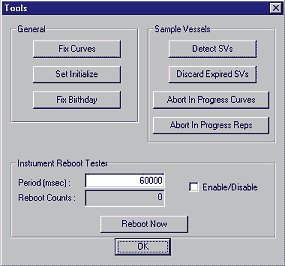 Tools
General
Fix Curves
Set Initialize
Fix Birthday
Sample Vessels
Detect SVs
Discard Expired SVs
Abort In Progress Curves
Abort In Progress Reps
Instrument Reboot Tester
Period (msec) : 60000
Enable/Disable
Reboot Counts : 0
Reboot Now
OK